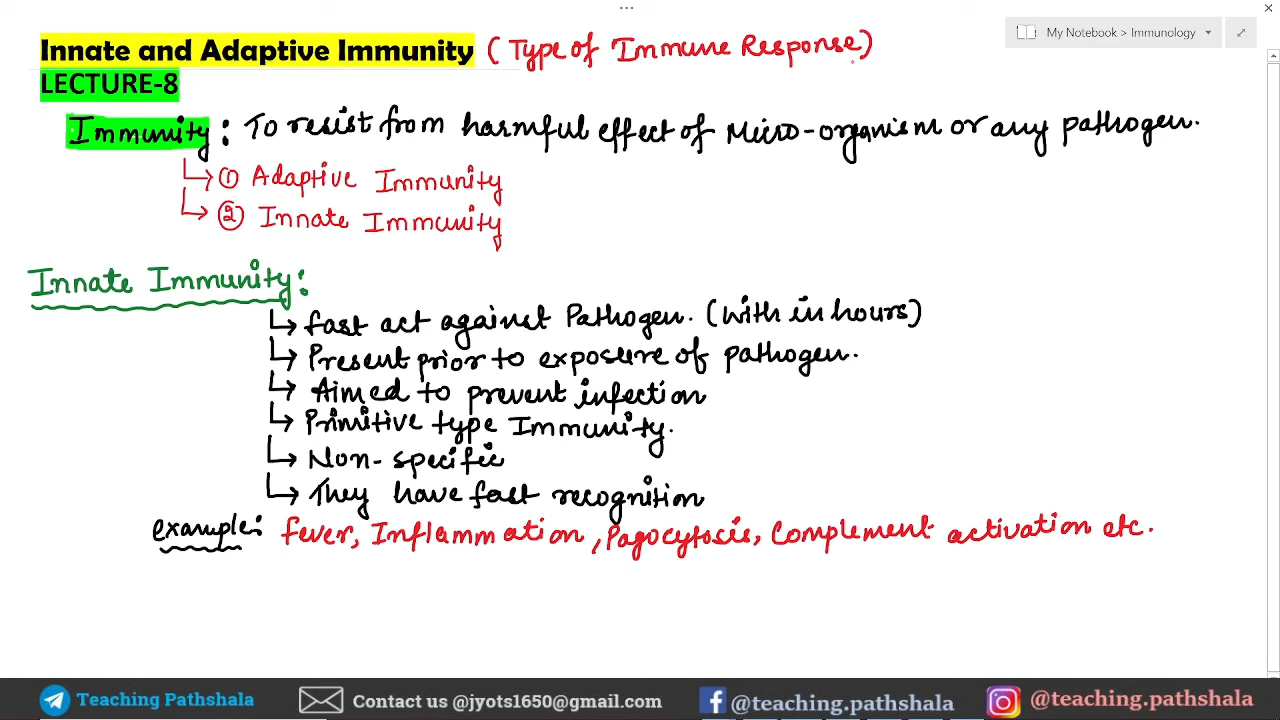 My Notebook > Immunology
Innate and Adaptive Immunity (Type of Immune Response)
LECTURE-8
Immunity : To resist from harmful effect of Micro-organism or any pathogen.
① Adaptive Immunity
② Innate Immunity
Innate Immunity:
fast act against Pathogen. (with in hours)
Present prior to exposure of pathogen.
Aimed to prevent infection
Primitive type Immunity.
Non-specific
They have fast recognition
example: fever, Inflammation, Pagocytosis, Complement activation etc.
Teaching Pathshala Contact us @jyots1650@gmail.com @teaching.pathshala @teaching.pathshala